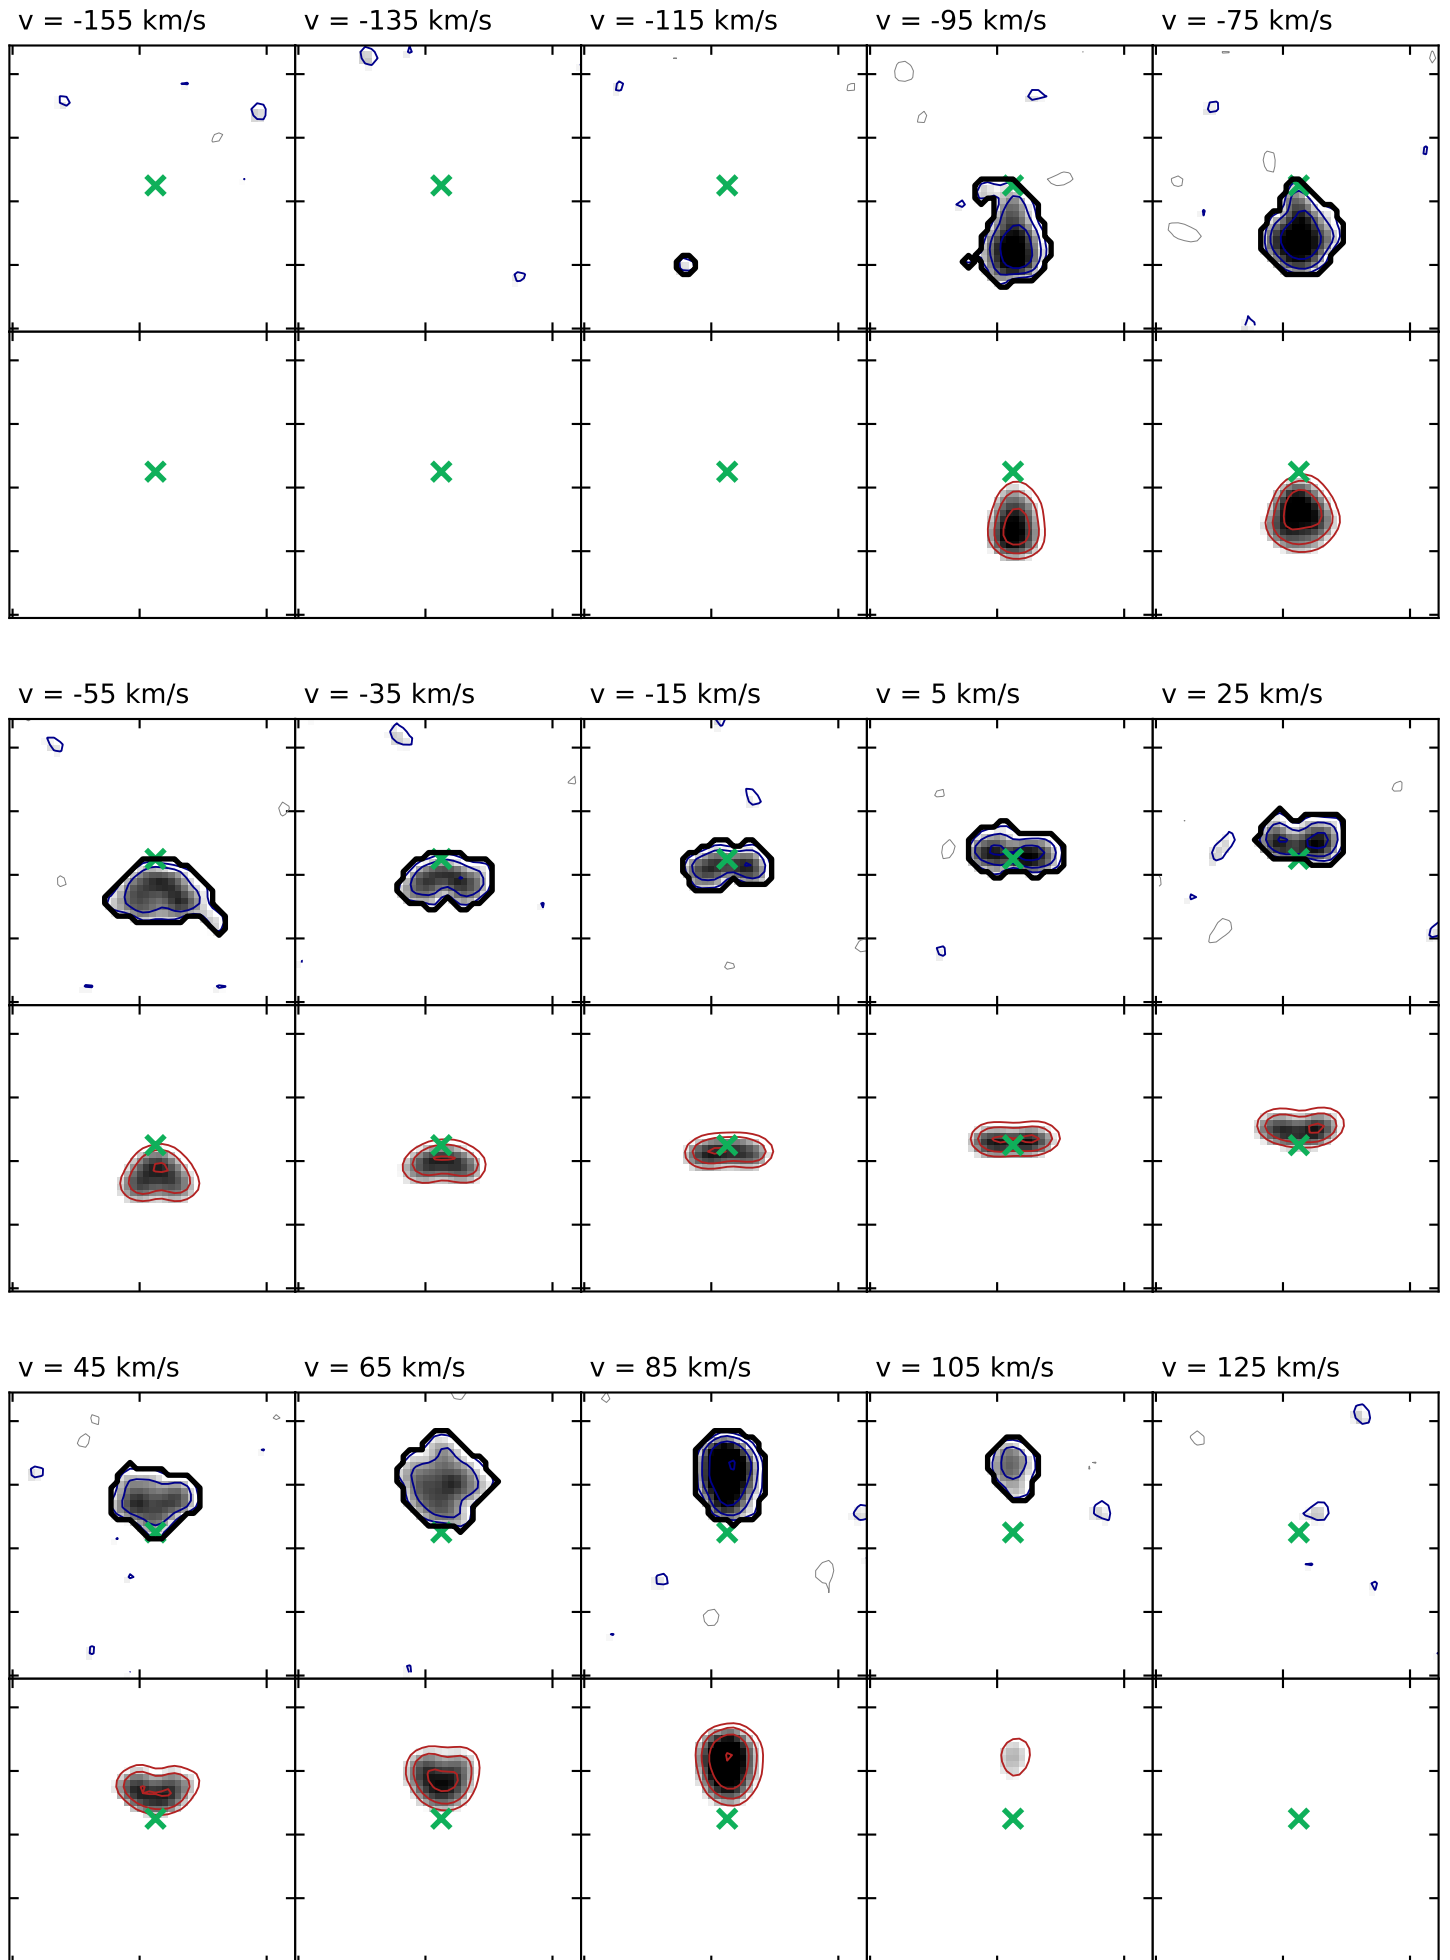 v = -155 km/s
v = -135 km/s
v = -115 km/s
v = -95 km/s
v = -75 km/s
v = -55 km/s
v = -35 km/s
v = -15 km/s
v = 5 km/s
v = 25 km/s
v = 45 km/s
v = 65 km/s
v = 85 km/s
v = 105 km/s
v = 125 km/s